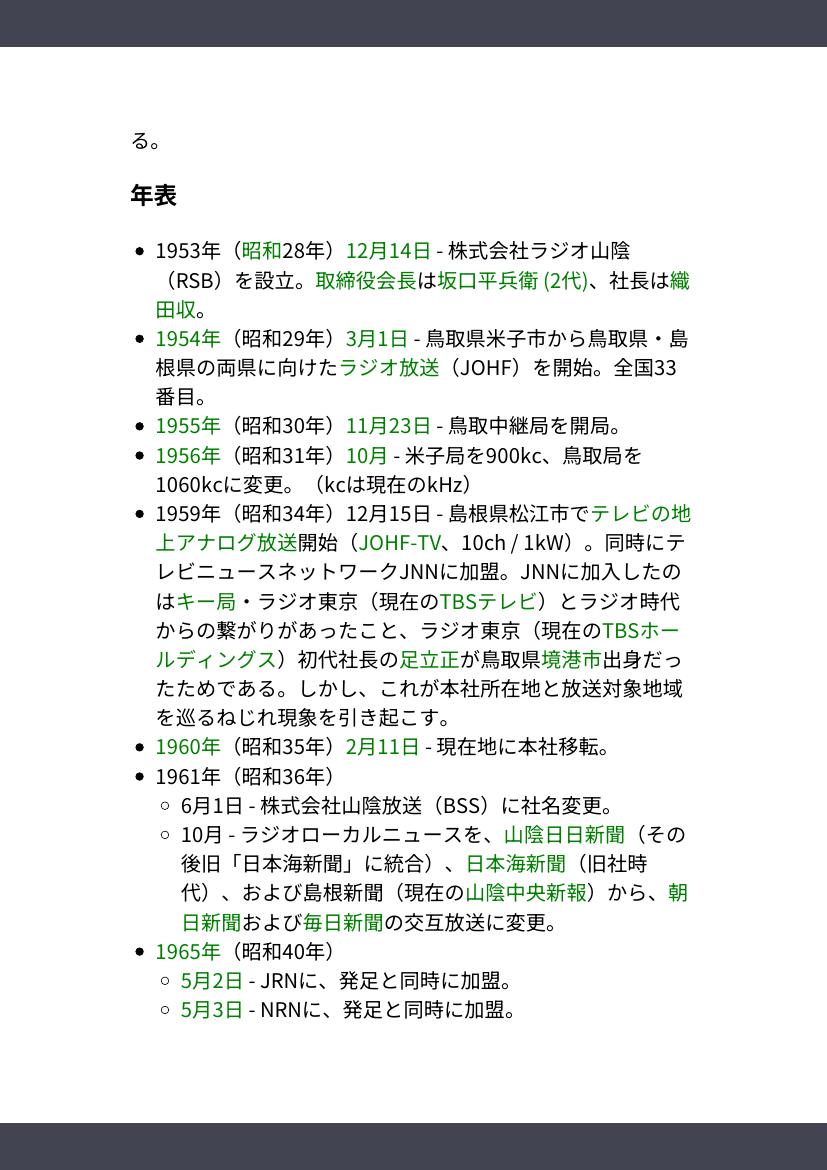 る。
年表
1953年（昭和28年）12月14日 - 株式会社ラジオ山陰
（RSB）を設立。取締役会長は坂口平兵衛 (2代)、社長は織
田収。
1954年（昭和29年）3月1日 - 鳥取県米子市から鳥取県・島
根県の両県に向けたラジオ放送（JOHF）を開始。全国33
番目。
1955年（昭和30年）11月23日 - 鳥取中継局を開局。
1956年（昭和31年）10月 - 米子局を900kc、鳥取局を
1060kcに変更。（kcは現在のkHz）
1959年（昭和34年）12月15日 - 島根県松江市でテレビの地
上アナログ放送開始（JOHF-TV、10ch / 1kW）。同時にテ
レビニュースネットワークJNNに加盟。JNNに加入したの
はキー局・ラジオ東京（現在のTBSテレビ）とラジオ時代
からの繋がりがあったこと、ラジオ東京（現在のTBSホー
ルディングス）初代社長の足立正が鳥取県境港市出身だっ
たためである。しかし、これが本社所在地と放送対象地域
を巡るねじれ現象を引き起こす。
1960年（昭和35年）2月11日 - 現在地に本社移転。
1961年（昭和36年）
6月1日 - 株式会社山陰放送（BSS）に社名変更。
10月 - ラジオローカルニュースを、山陰日日新聞（その
後旧「日本海新聞」に統合）、日本海新聞（旧社時
代）、および島根新聞（現在の山陰中央新報）から、朝
日新聞および毎日新聞の交互放送に変更。
1965年（昭和40年）
5月2日 - JRNに、発足と同時に加盟。
5月3日 - NRNに、発足と同時に加盟。